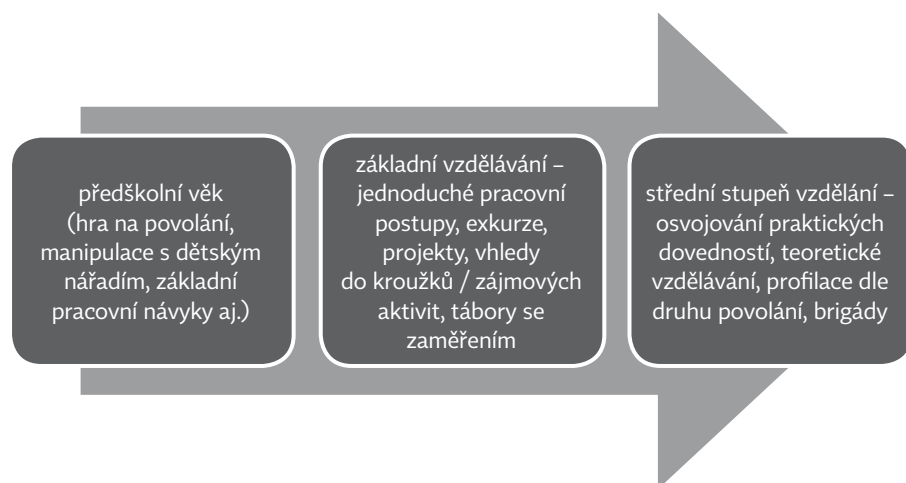 předškolní věk
(hra na povolání,
manipulace s dětským
nářadím, základní
pracovní návyky aj.)
základní vzdělávání –
jednoduché pracovní
postupy, exkurze,
projekty, vhledy
do kroužků / zájmových
aktivit, tábory se
zaměřením
střední stupeň vzdělání –
osvojování praktických
dovedností, teoretické
vzdělávání, profilace dle
druhu povolání, brigády